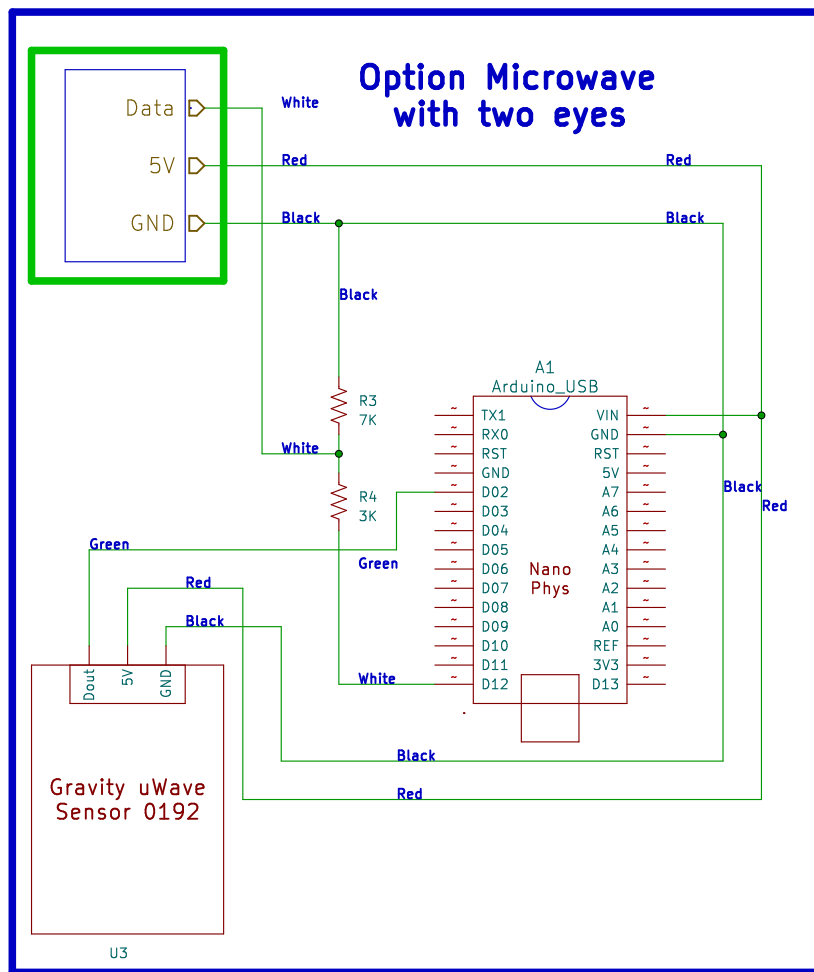 Option Microwave
with two eyes
Data
White
5V
Red
Red
GND
Black
Black
Black
A1
Arduino_USB
R3
7K
White
R4
3K
~ TX1 VIN ~
~ RX0 GND ~
~ RST RST ~
~ GND 5V ~
~ D02 A7 ~
~ D03 A6 ~
~ D04 A5 ~
~ D05 A4 ~
~ D06 A3 ~
~ D07 A2 ~
~ D08 A1 ~
~ D09 A0 ~
~ D10 REF ~
~ D11 3V3 ~
~ D12 D13 ~
Nano
Phys
Black
Red
Green
Green
Red
Black
White
Dout
5V
GND
Black
Red
Gravity uWave
Sensor 0192
U3